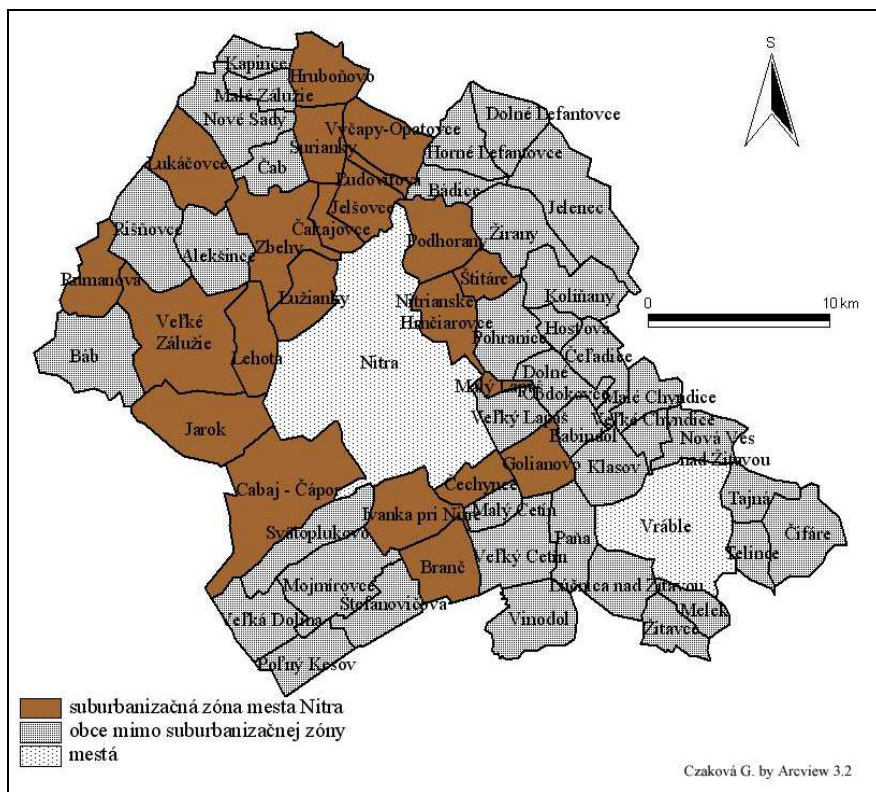 S
Kapince
Hruboňovo
Malé Zálužie
Nové Sady
Výčapy-Opatovce
Dolné Lefantovce
Šurianky
Horné Lefantovce
Lukáčovce
Čab
Ľudovítová
Bádice
Jelšovce
Jelenec
Rišňovce
Čakajovce
Žirany
Zbehy
Podhorany
Alekšince
Rumanová
Štitáre
Kolíňany
Lužianky
Nitrianske
Hrnčiarovce
0 10 km
Veľké
Zálužie
Hosťová
Pohranice
Lehota
Čeľadice
Báb
Nitra
Dolné
Obdokovce
Malý Lapáš
Malé Chyndice
Veľký Lapáš
Veľké Chyndice
Jarok
Babindol
Nová Ves
nad Žitavou
Golianovo
Klasov
Cabaj - Čápor
Čechynce
Tajná
Ivanka pri Nitre
Malý Cetín
Vráble
Čifáre
Svätoplukovo
Paňa
Telince
Veľký Cetín
Branč
Mojmírovce
Lúčnica nad Žitavou
Štefanovičová
Melek
Veľká Dolina
Vinodol
Žitavce
Poľný Kesov
suburbanizačná zóna mesta Nitra
obce mimo suburbanizačnej zóny
mestá
Czaková G. by Arcview 3.2